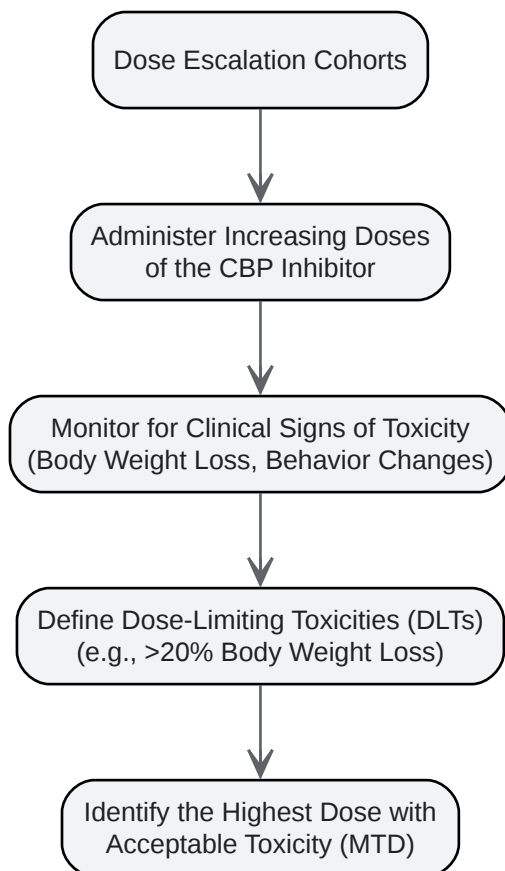 Dose Escalation Cohorts
Administer Increasing Doses
of the CBP Inhibitor
Monitor for Clinical Signs of Toxicity
(Body Weight Loss, Behavior Changes)
Define Dose-Limiting Toxicities (DLTs)
(e.g., >20% Body Weight Loss)
Identify the Highest Dose with
Acceptable Toxicity (MTD)